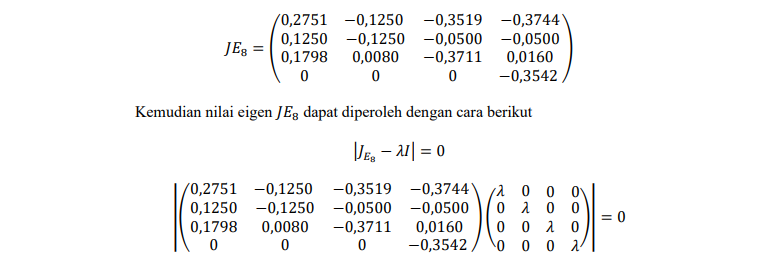 JE₈ = (0,2751 −0,1250 −0,3519 −0,3744
0,1250 −0,1250 −0,0500 −0,0500
0,1798 0,0080 −0,3711 0,0160
0 0 0 −0,3542)
Kemudian nilai eigen JE₈ dapat diperoleh dengan cara berikut
|J_E₈ − λI| = 0
|(0,2751 −0,1250 −0,3519 −0,3744) (λ 0 0 0)|
0,1250 −0,1250 −0,0500 −0,0500 0 λ 0 0
0,1798 0,0080 −0,3711 0,0160 0 0 λ 0 = 0
0 0 0 −0,3542 0 0 0 λ